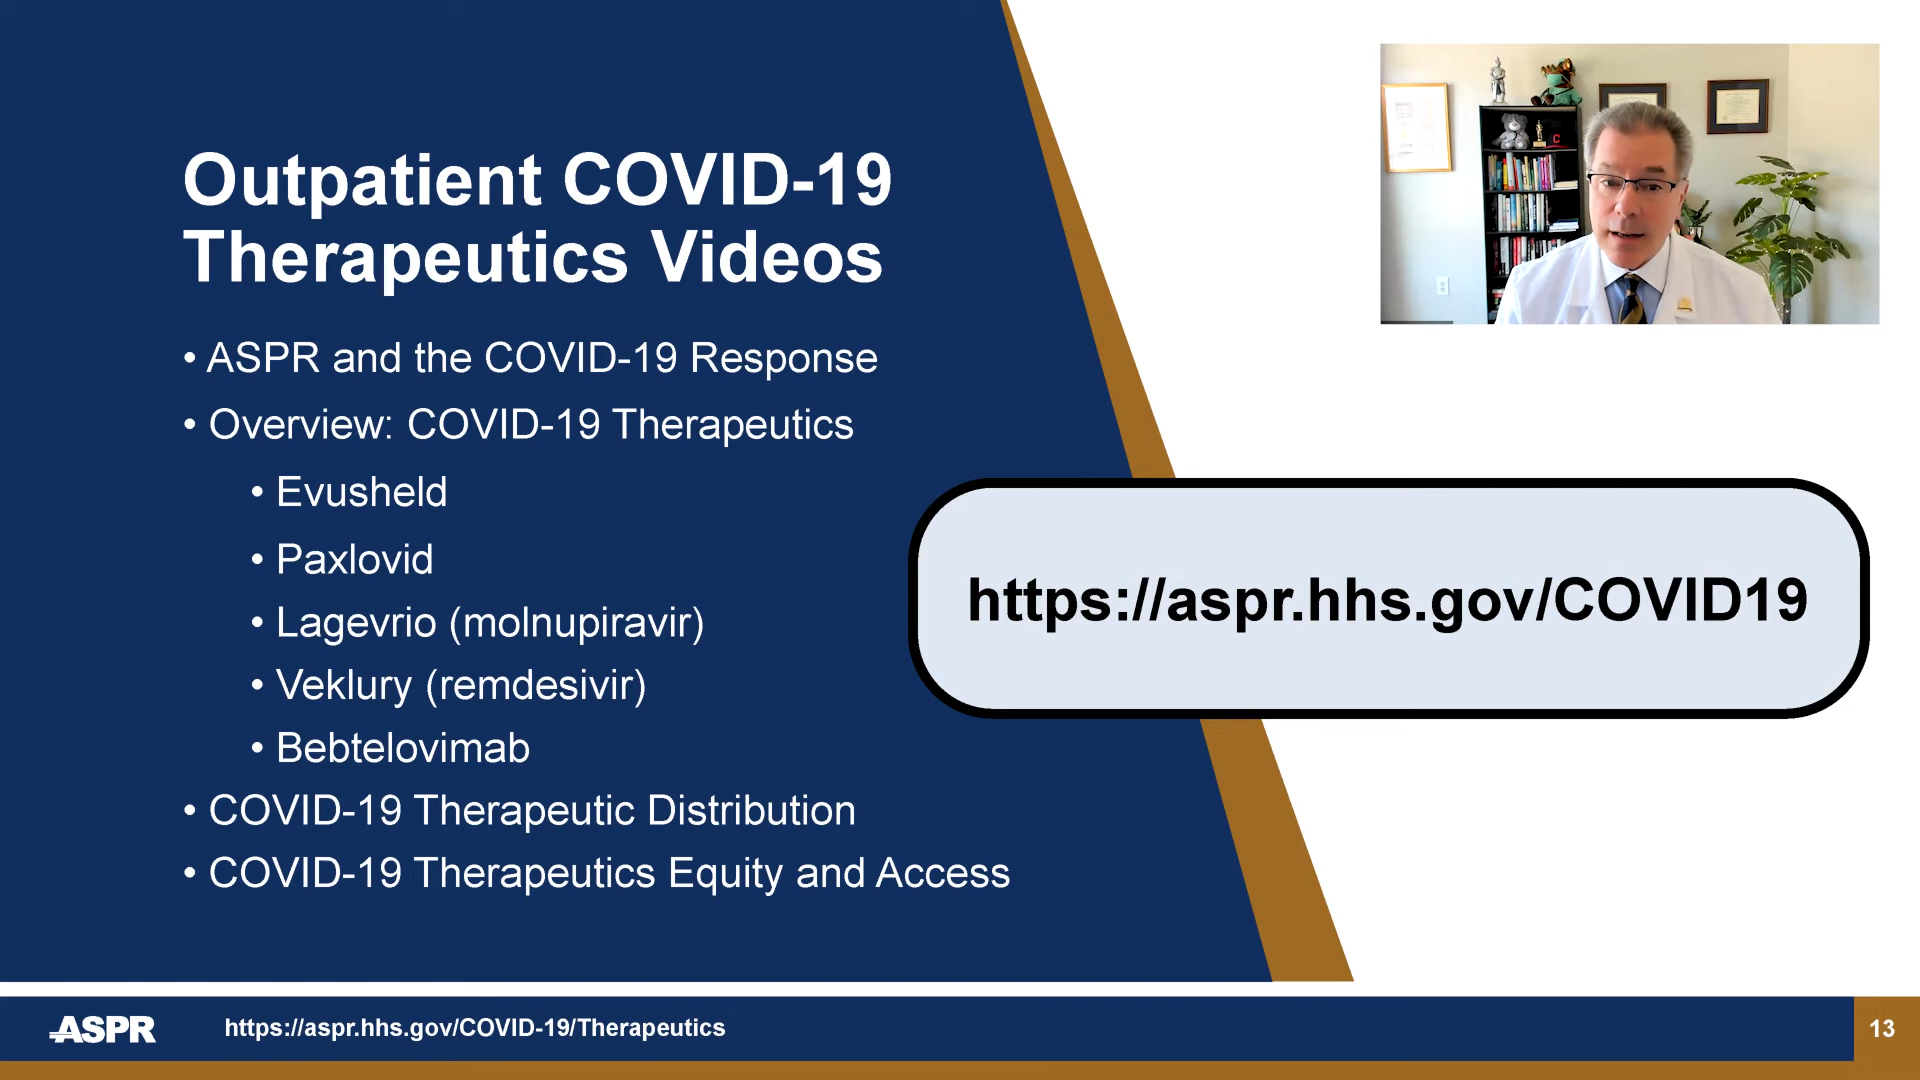 Outpatient COVID-19
Therapeutics Videos
• ASPR and the COVID-19 Response
• Overview: COVID-19 Therapeutics
• Evusheld
• Paxlovid
• Lagevrio (molnupiravir)
• Veklury (remdesivir)
• Bebtelovimab
• COVID-19 Therapeutic Distribution
• COVID-19 Therapeutics Equity and Access
https://aspr.hhs.gov/COVID19
ASPR
https://aspr.hhs.gov/COVID-19/Therapeutics
13